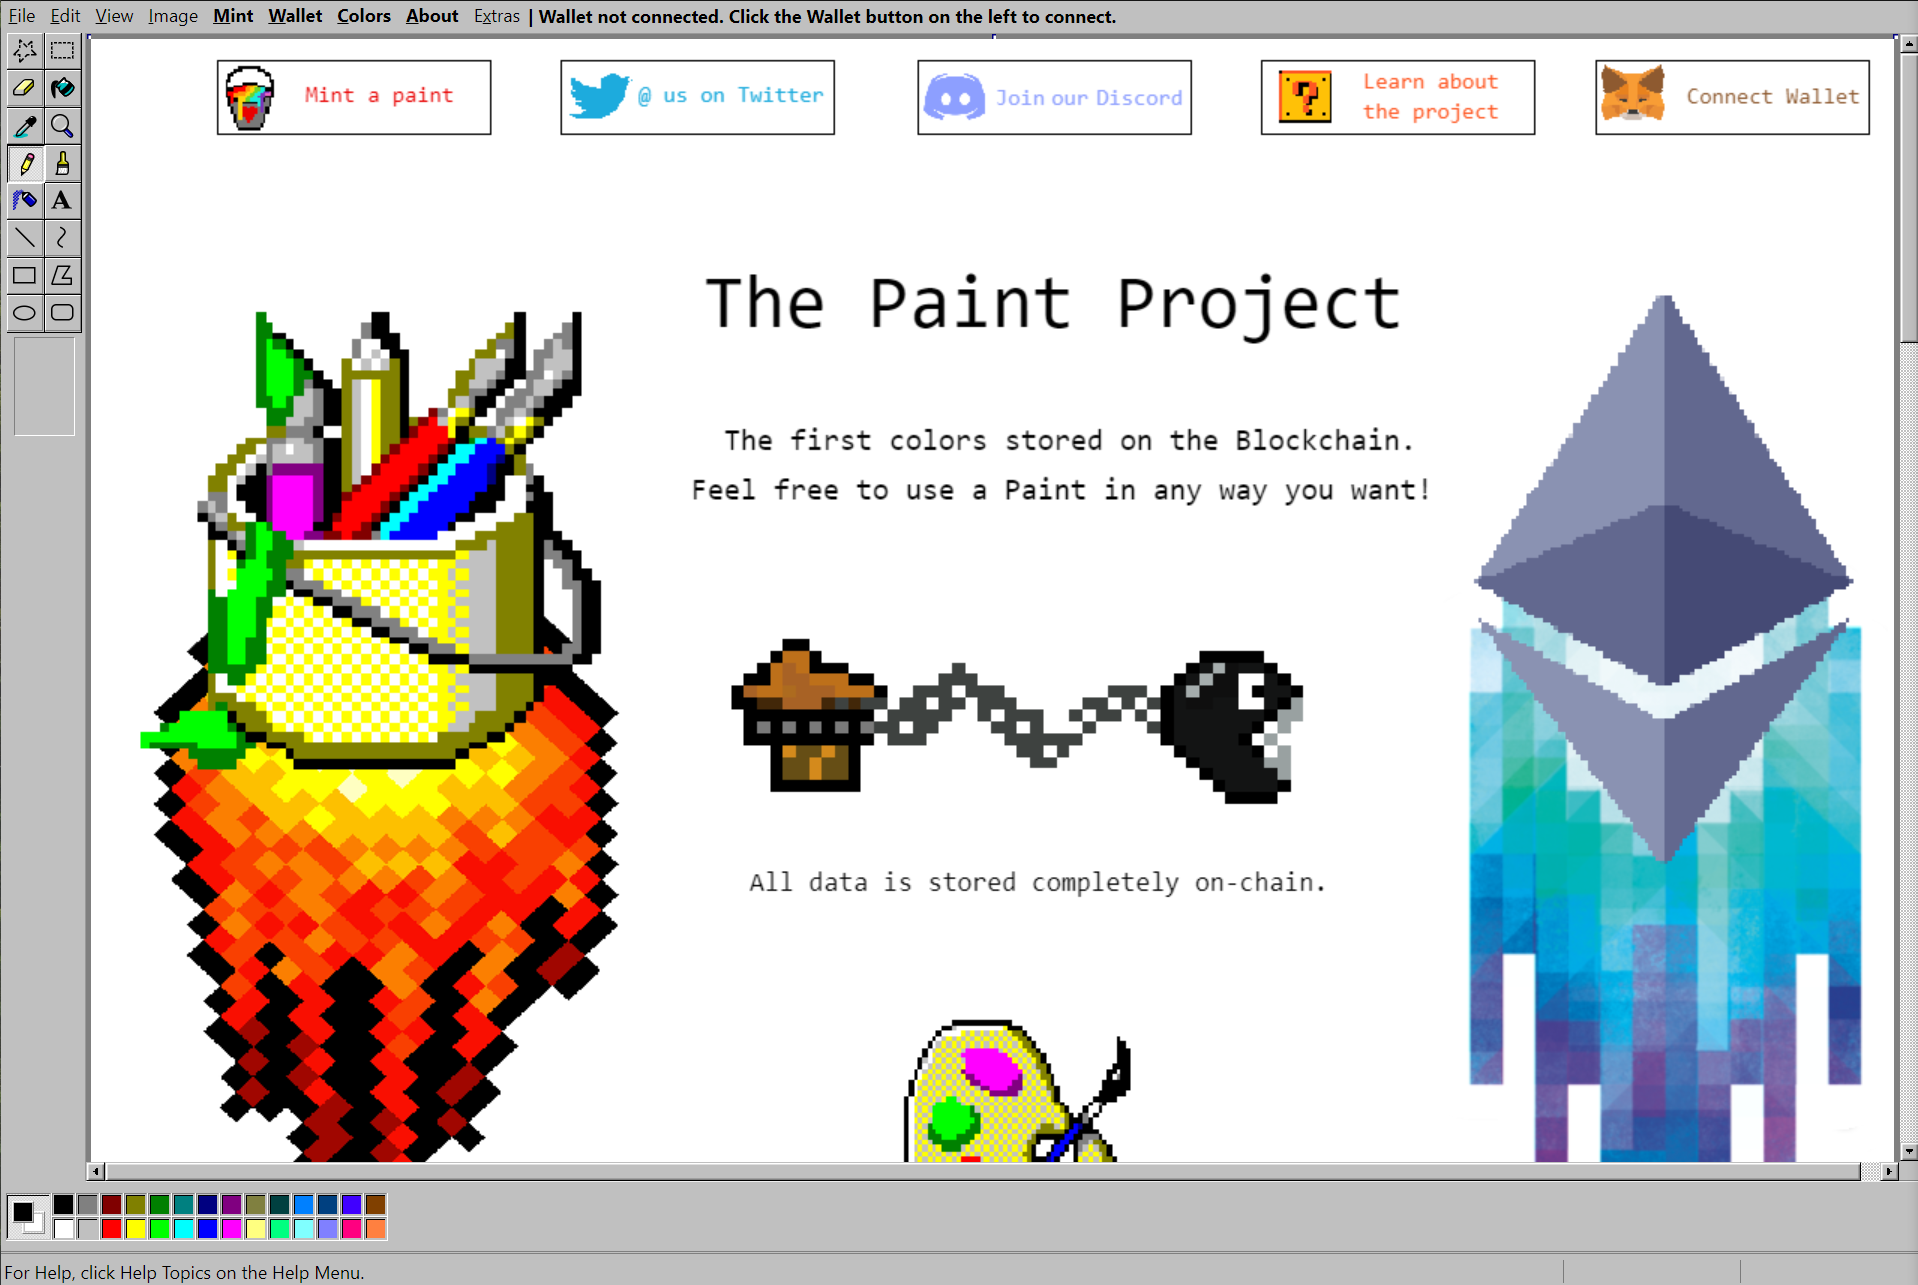 File Edit View Image Mint Wallet Colors About Extras | Wallet not connected. Click the Wallet button on the left to connect.
Mint a paint
@ us on Twitter
Join our Discord
Learn about
the project
Connect Wallet
A
The Paint Project
The first colors stored on the Blockchain.
Feel free to use a Paint in any way you want!
All data is stored completely on-chain.
For Help, click Help Topics on the Help Menu.